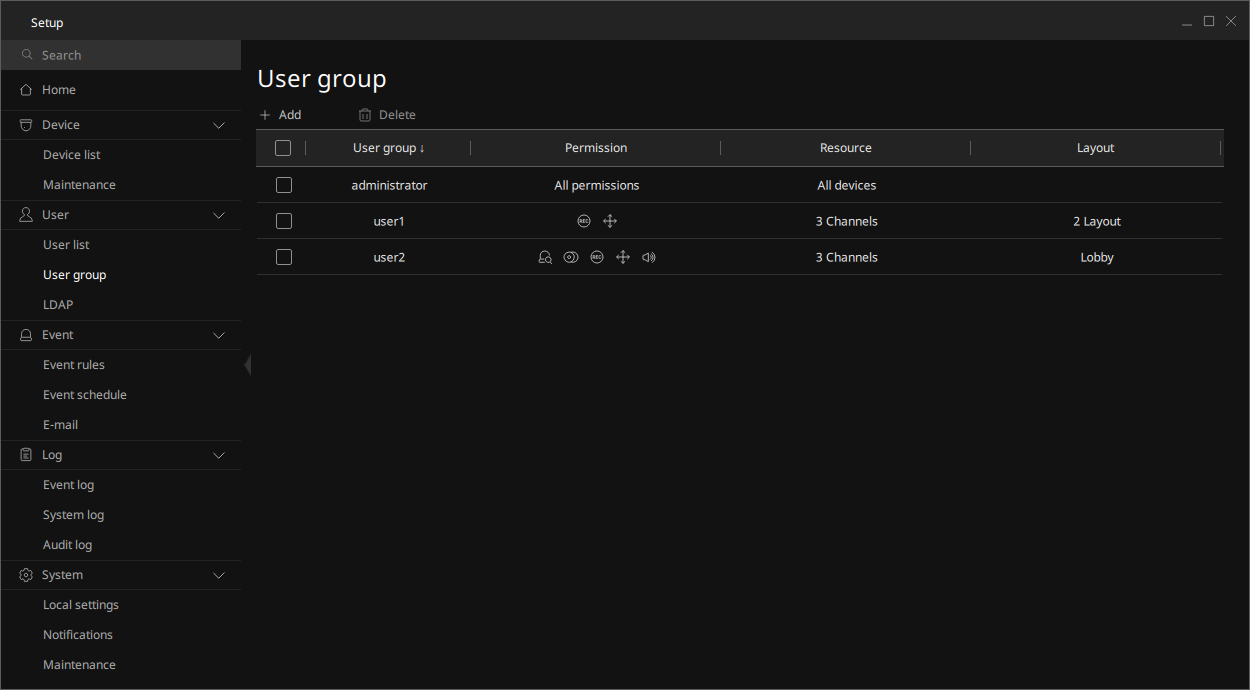 Setup
Search
Home
Device
Device list
Maintenance
User
User list
User group
LDAP
Event
Event rules
Event schedule
E-mail
Log
Event log
System log
Audit log
System
Local settings
Notifications
Maintenance
User group
Add Delete
User group ↓ Permission Resource Layout
administrator All permissions All devices
user1 REC 3 Channels 2 Layout
user2 REC 3 Channels Lobby